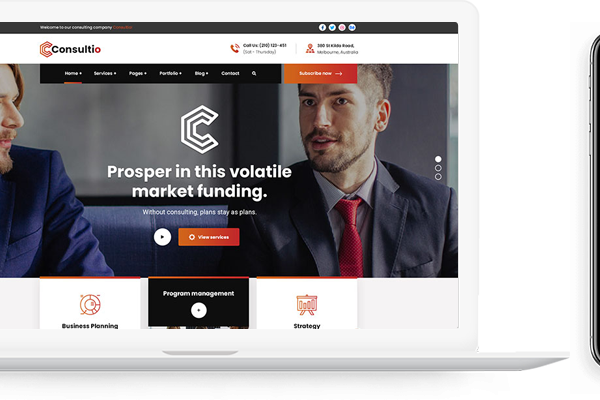 Welcome to our consulting company Consultio
Consultio
Call Us: (210) 123-451
(Sat - Thursday)
380 St Kilda Road,
Melbourne, Australia
Home + Services + Pages + Portfolio + Blog + Contact
Subscribe now
Prosper in this volatile
market funding.
Without consulting, plans stay as plans.
View services
Business Planning
Program management
Strategy